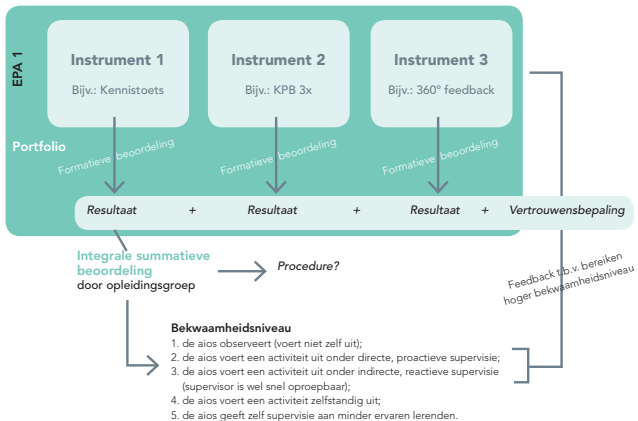 EPA 1
Instrument 1
Bijv.: Kennistoets
Instrument 2
Bijv.: KPB 3x
Instrument 3
Bijv.: 360° feedback
Portfolio
Formatieve beoordeling
Formatieve beoordeling
Formatieve beoordeling
Resultaat + Resultaat + Resultaat + Vertrouwensbepaling
Integrale summatieve
beoordeling
door opleidingsgroep
Procedure?
Feedback t.b.v. bereiken
hoger bekwaamheidsniveau
Bekwaamheidsniveau
1. de aios observeert (voert niet zelf uit);
2. de aios voert een activiteit uit onder directe, proactieve supervisie;
3. de aios voert een activiteit uit onder indirecte, reactieve supervisie
(supervisor is wel snel oproepbaar);
4. de aios voert een activiteit zelfstandig uit;
5. de aios geeft zelf supervisie aan minder ervaren lerenden.